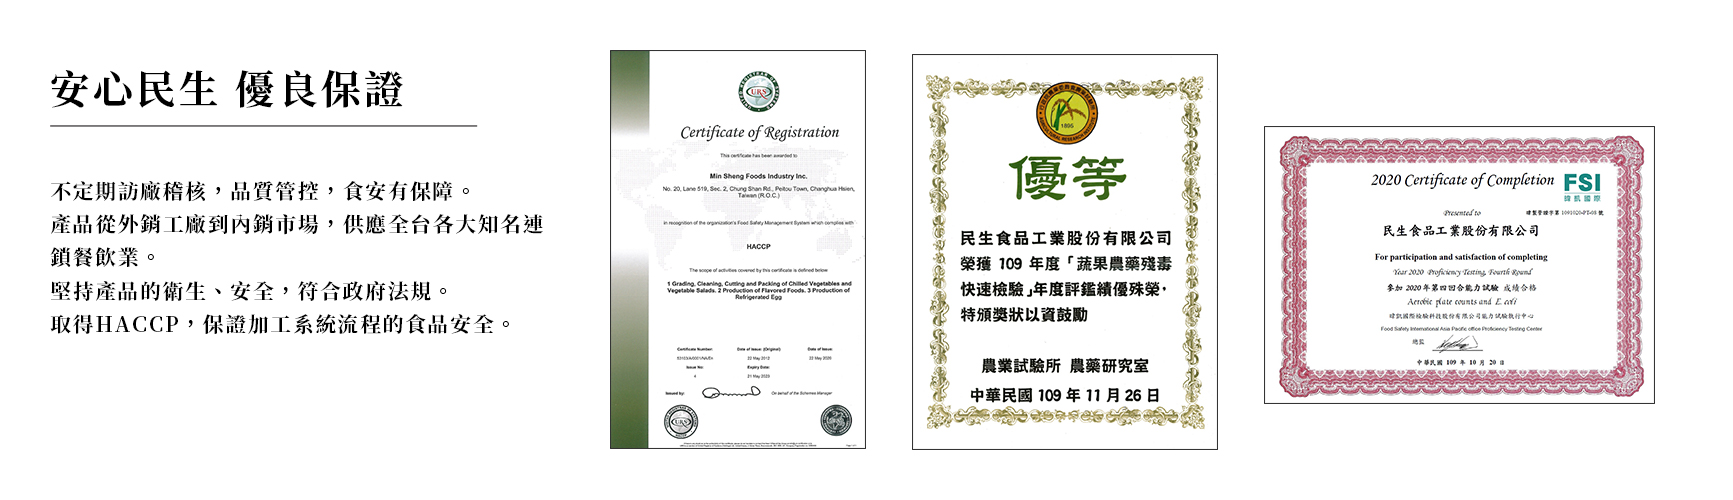 安心民生 優良保證
不定期訪廠稽核，品質管控，食安有保障。
產品從外銷工廠到內銷市場，供應全台各大知名連
鎖餐飲業。
堅持產品的衛生、安全，符合政府法規。
取得HACCP，保證加工系統流程的食品安全。
URS
Certificate of Registration
This certificate has been awarded to
Min Sheng Foods Industry Inc.
No. 20, Lane 519, Sec. 2, Chung Shan Rd., Peitou Town, Changhua Hsien,
Taiwan (R.O.C.)
in recognition of the organization's Food Safety Management System which complies with
HACCP
The scope of activities covered by this certificate is defined below
1 Grading, Cleaning, Cutting and Packing of Chilled Vegetables and
Vegetable Salads. 2 Production of Flavored Foods. 3 Production of
Refrigerated Egg
Certificate Number:
Date of Issue: (Original)
Date of Issue:
22 May 2012
22 May 2020
Issue No:
Expiry Date:
4
21 May 2023
Issued by:
On behalf of the Schemes Manager
URS
1895
優等
民生食品工業股份有限公司
榮獲 109 年度「蔬果農藥殘毒
快速檢驗」年度評鑑績優殊榮，
特頒獎狀以資鼓勵
農業試驗所 農藥研究室
中華民國 109 年 11 月 26 日
2020 Certificate of Completion
FSI
暐凱國際
Presented to
民生食品工業股份有限公司
For participation and satisfaction of completing
Year 2020 Proficiency Testing, Fourth Round
參加 2020 年第四回合能力試驗 成績合格
Aerobic plate counts and E. coli
暐凱國際檢驗科技股份有限公司能力試驗執行中心
Food Safety International Asia Pacific office Proficiency Testing Center
總監
中華民國 109 年 10 月 20 日